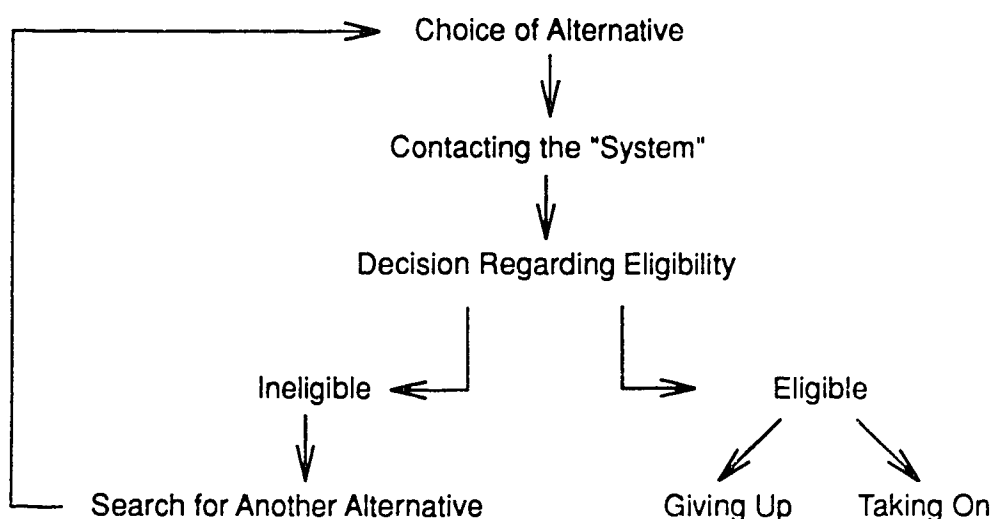 Choice of Alternative
Contacting the "System"
Decision Regarding Eligibility
Ineligible
Eligible
Search for Another Alternative
Giving Up
Taking On